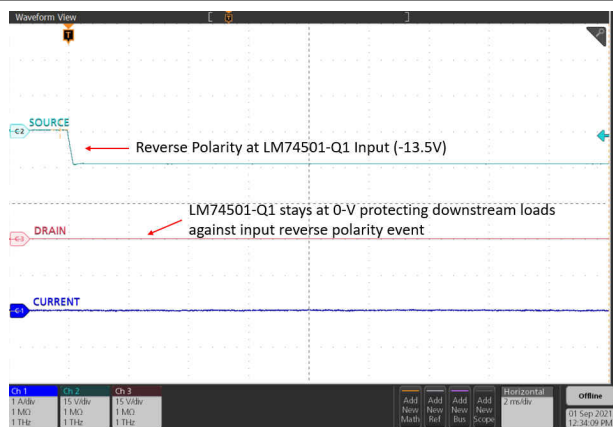 Waveform View
[ T ]
T
C2 SOURCE
Reverse Polarity at LM74501-Q1 Input (-13.5V)
LM74501-Q1 stays at 0-V protecting downstream loads
against input reverse polarity event
C3 DRAIN
C1 CURRENT
Ch 1
1 A/div
1 MΩ
1 THz
Ch 2
15 V/div
1 MΩ
1 THz
Ch 3
15 V/div
1 MΩ
1 THz
Add
New
Math
Add
New
Ref
Add
New
Bus
Add
New
Scope
Horizontal
2 ms/div
Offline
01 Sep 2021
12:34:09 PM